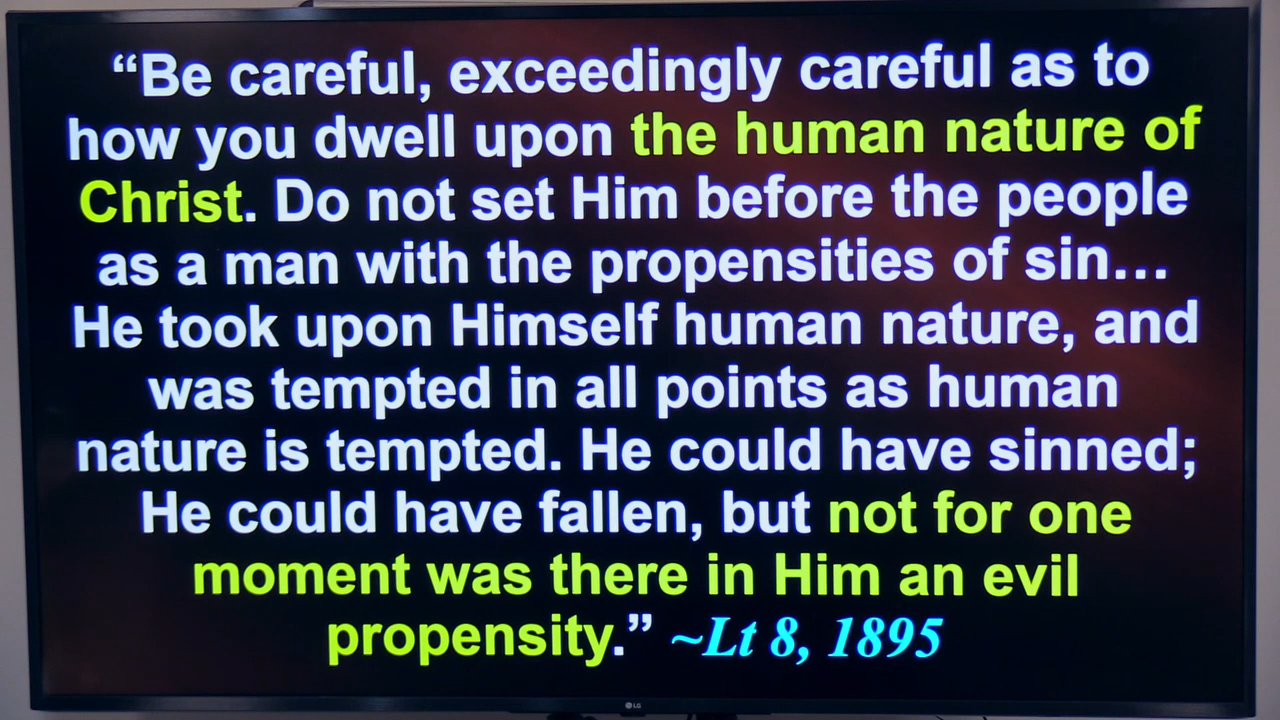 “Be careful, exceedingly careful as to
how you dwell upon the human nature of
Christ. Do not set Him before the people
as a man with the propensities of sin…
He took upon Himself human nature, and
was tempted in all points as human
nature is tempted. He could have sinned;
He could have fallen, but not for one
moment was there in Him an evil
propensity.” ~Lt 8, 1895
LG